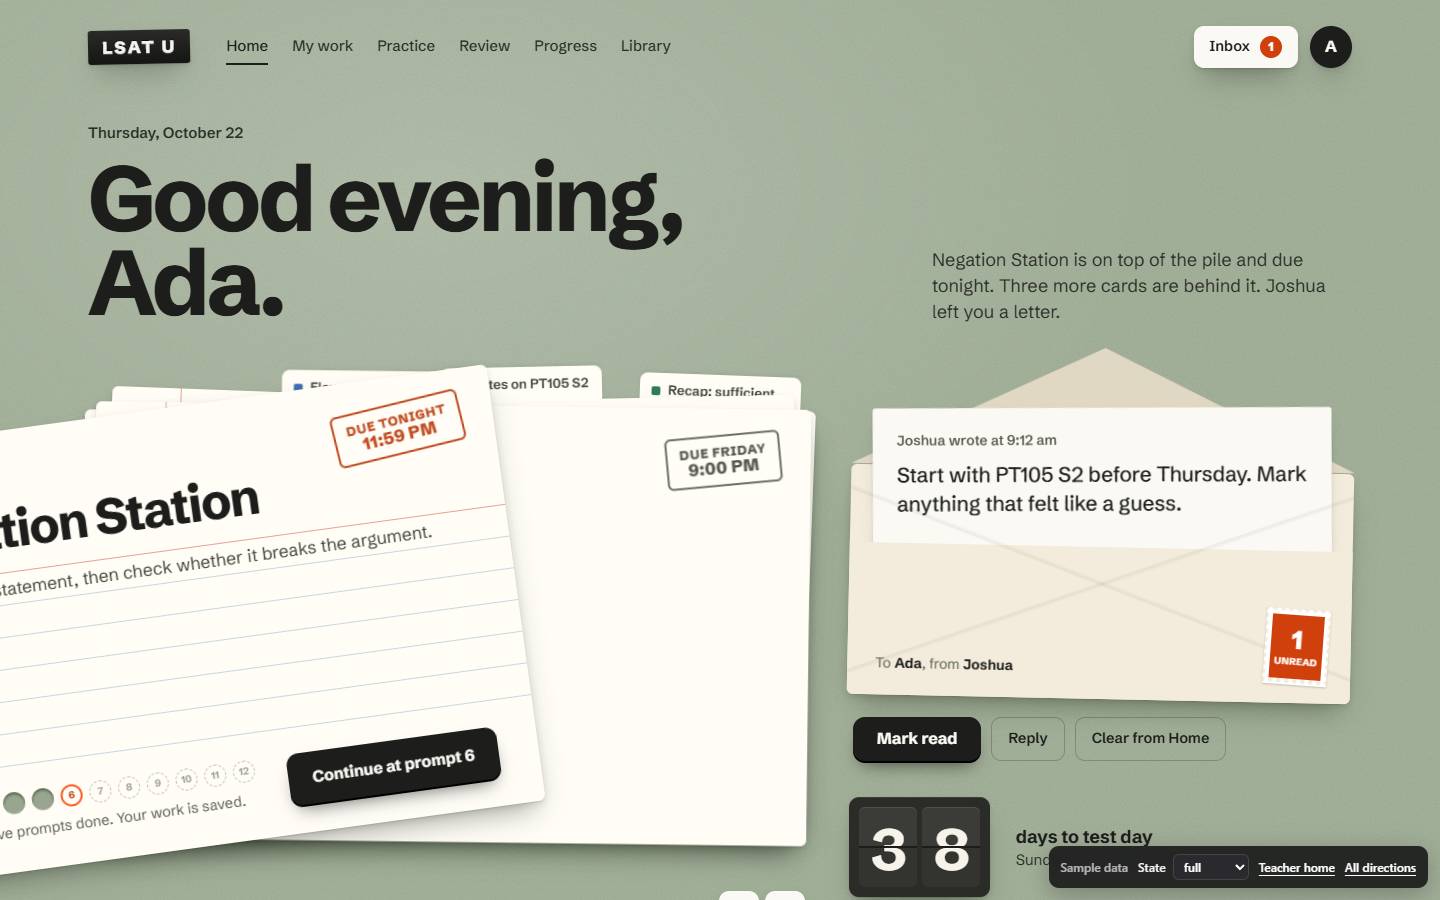 LSAT U
Home
My work
Practice
Review
Progress
Library
Inbox 1
A
Thursday, October 22
Good evening,
Ada.
Negation Station is on top of the pile and due
tonight. Three more cards are behind it. Joshua
left you a letter.
tes on PT105 S2
Recap: sufficient
DUE TONIGHT
11:59 PM
DUE FRIDAY
9:00 PM
tion Station
statement, then check whether it breaks the argument.
6 7 8 9 10 11 12
ve prompts done. Your work is saved.
Continue at prompt 6
Joshua wrote at 9:12 am
Start with PT105 S2 before Thursday. Mark
anything that felt like a guess.
To Ada, from Joshua
1
UNREAD
Mark read
Reply
Clear from Home
38
days to test day
Sund
Sample data State full Teacher home All directions